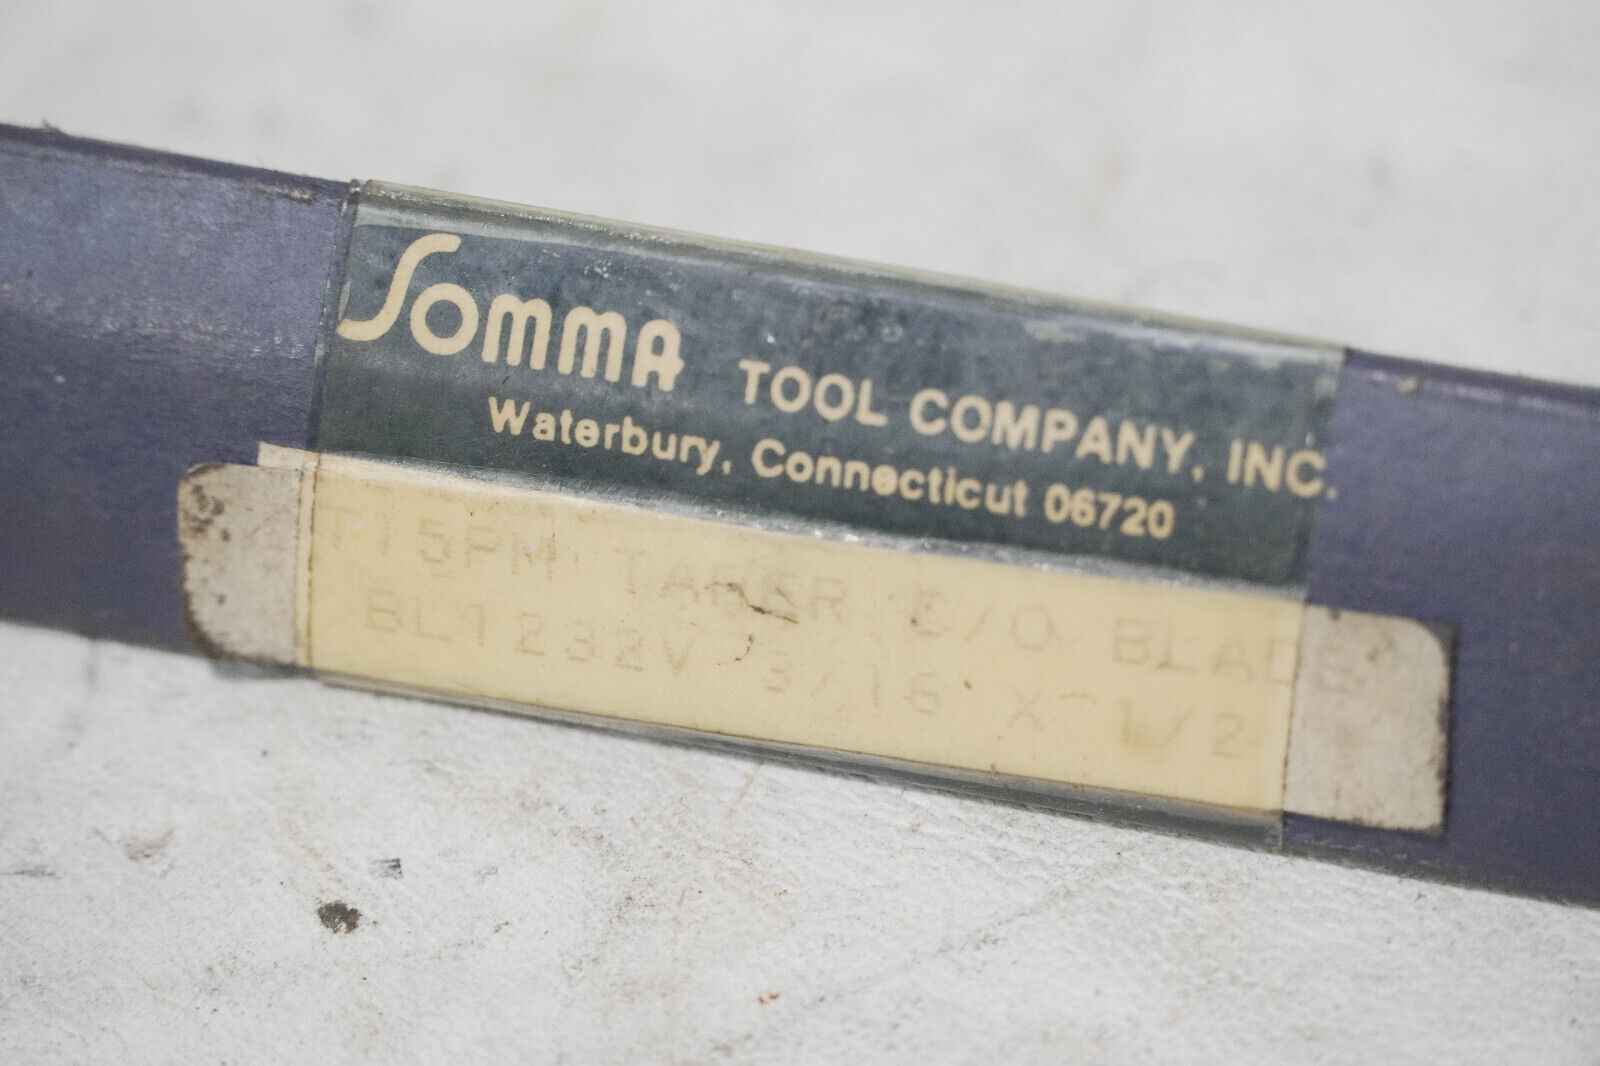 Somma TOOL COMPANY, INC.
Waterbury, Connecticut 06720
T15PM TAPER C/O BLADE
BL1232V 3/16 X 1/2